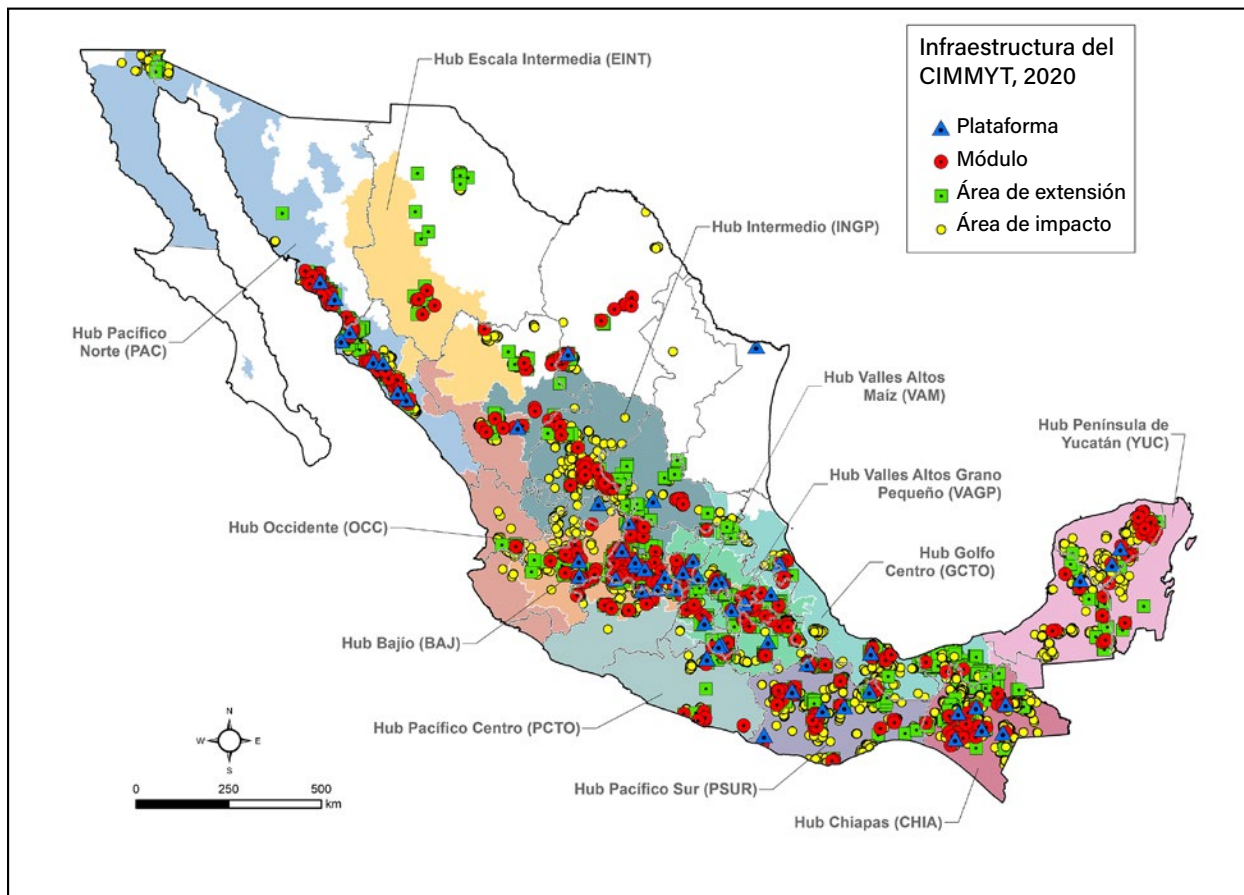 Infraestructura del
CIMMYT, 2020
Plataforma
Módulo
Área de extensión
Área de impacto
Hub Escala Intermedia (EINT)
Hub Intermedio (INGP)
Hub Pacífico
Norte (PAC)
Hub Valles Altos
Maíz (VAM)
Hub Península de
Yucatán (YUC)
Hub Valles Altos Grano
Pequeño (VAGP)
Hub Occidente (OCC)
Hub Golfo
Centro (GCTO)
Hub Bajío (BAJ)
Hub Pacífico Centro (PCTO)
Hub Pacífico Sur (PSUR)
Hub Chiapas (CHIA)
N
W E
S
0 250 500
km